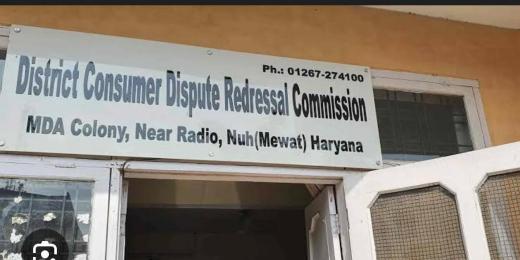 Ph.: 01267-274100
District Consumer Dispute Redressal Commission
MDA Colony, Near Radio, Nuh(Mewat) Haryana